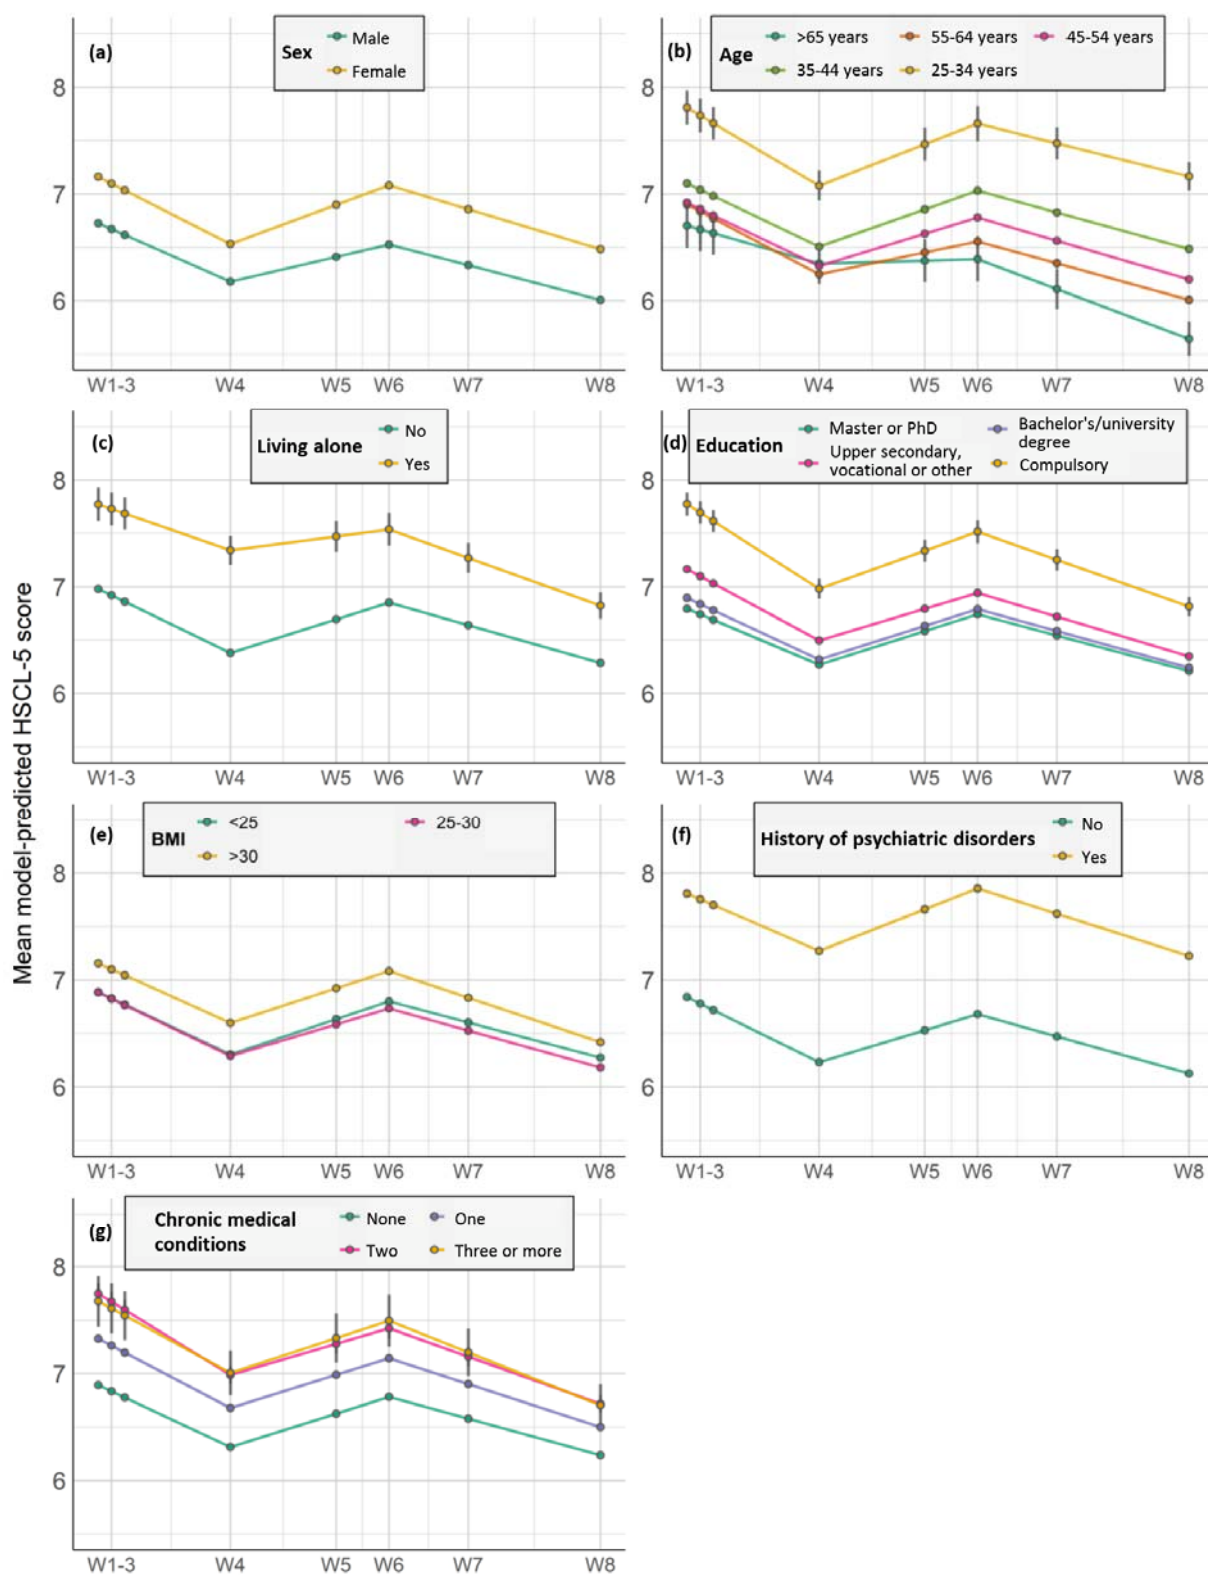 (a)
Sex
Male
Female
(b)
Age
>65 years
55-64 years
45-54 years
35-44 years
25-34 years
8
7
6
8
7
6
W1-3 W4 W5 W6 W7 W8
W1-3 W4 W5 W6 W7 W8
(c)
Living alone
No
Yes
(d)
Education
Master or PhD
Upper secondary,
vocational or other
Bachelor's/university
degree
Compulsory
8
7
6
8
7
6
W1-3 W4 W5 W6 W7 W8
W1-3 W4 W5 W6 W7 W8
Mean model-predicted HSCL-5 score
(e)
BMI
<25
25-30
>30
(f)
History of psychiatric disorders
No
Yes
8
7
6
8
7
6
W1-3 W4 W5 W6 W7 W8
W1-3 W4 W5 W6 W7 W8
(g)
Chronic medical
conditions
None
One
Two
Three or more
8
7
6
W1-3 W4 W5 W6 W7 W8